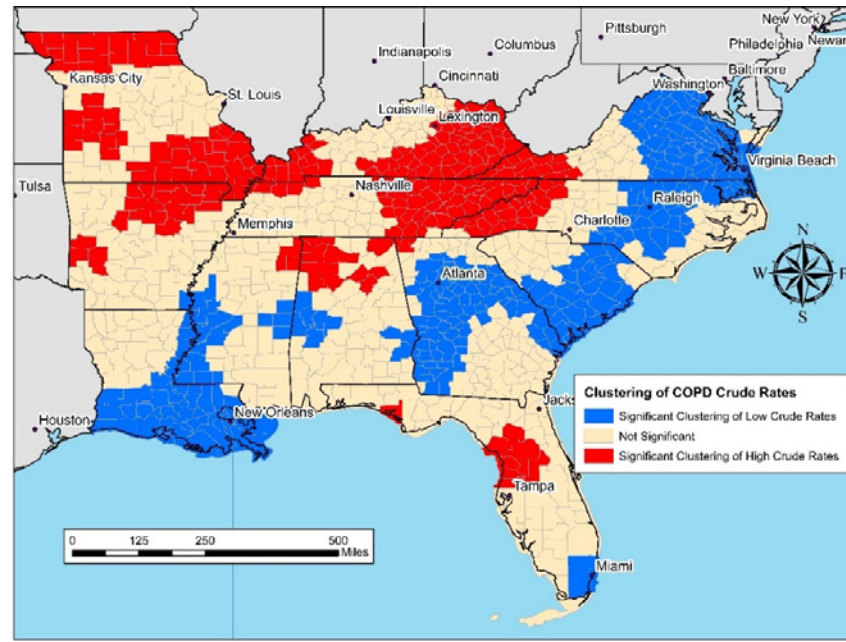 New York
Pittsburgh
Philadelphia
Newar
Columbus
Indianapolis
Baltimore
Kansas City
Cincinnati
Washington
St. Louis
Louisville
Lexington
Virginia Beach
Tulsa
Nashville
Raleigh
Memphis
Charlotte
N
W
E
S
Atlanta
Clustering of COPD Crude Rates
Jacks
Significant Clustering of Low Crude Rates
New Orleans
Houston
Not Significant
Significant Clustering of High Crude Rates
Tampa
0 125 250 500
Miles
Miami